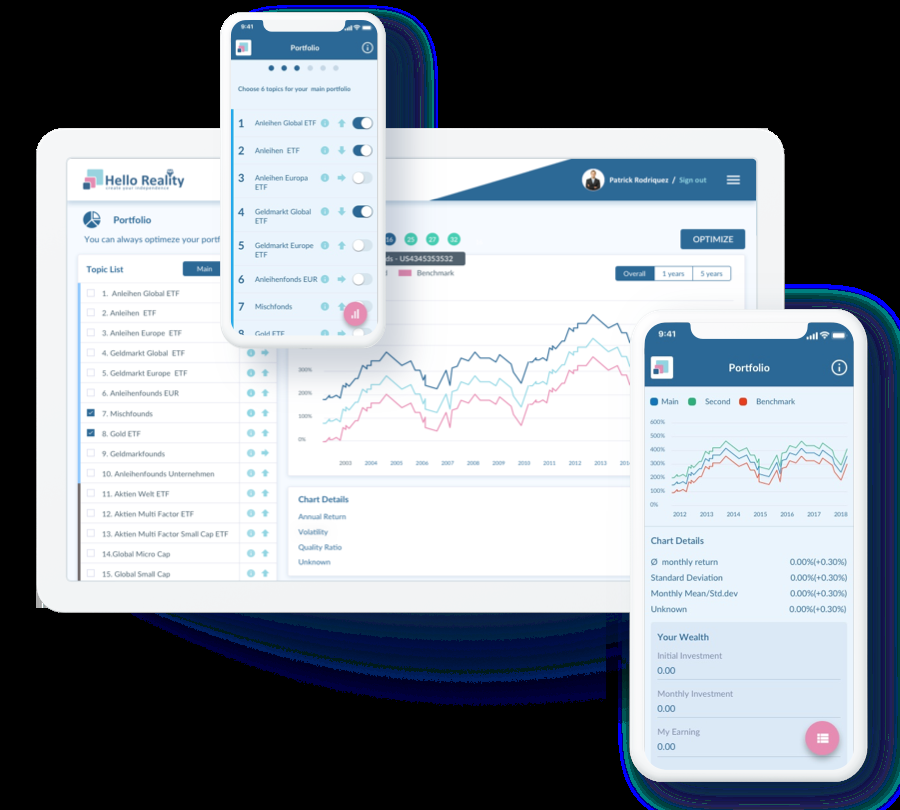 9:41
Portfolio
Choose 6 topics for your main portfolio
1 Anleihen Global ETF
2 Anleihen ETF
3 Anleihen Europa
ETF
4 Geldmarkt Global
ETF
5 Geldmarkt Europe
ETF
6 Anleihenfonds EUR
7 Mischfonds
8 Gold ETF
Hello Reality
create your independence
Patrick Rodriquez / Sign out
Portfolio
You can always optimeze your
25 27 32
OPTIMIZE
- US4345353532
Benchmark
Overall 1 years 5 years
Topic List
Main
1. Anleihen Global ETF
2. Anleihen ETF
3. Anleihen Europe ETF
4. Geldmarkt Global ETF
5. Geldmarkt Europe ETF
6. Anleihenfunds EUR
7. Mischfounds
8. Gold ETF
9. Geldmarkfounds
10. Anleihenfounds Unternehmen
11. Aktien Welt ETF
12. Aktien Multi Factor ETF
13. Aktien Multi Factor Small Cap ETF
14.Global Micro Cap
15. Global Small Cap
300%
200%
100%
0%
2003 2004 2005 2006 2007 2008 2009 2010 2011 2012 2013
Chart Details
Annual Return
Volatility
Quality Ratio
Unknown
9:41
Portfolio
Main Second Benchmark
600%
500%
400%
300%
200%
100%
0%
2012 2013 2014 2015 2016 2017 2018
Chart Details
Ø monthly return 0.00%(+0.30%)
Standard Deviation 0.00%(+0.30%)
Monthly Mean/Std.dev 0.00%(+0.30%)
Unknown 0.00%(+0.30%)
Your Wealth
Initial Investment
0.00
Monthly Investment
0.00
My Earning
0.00